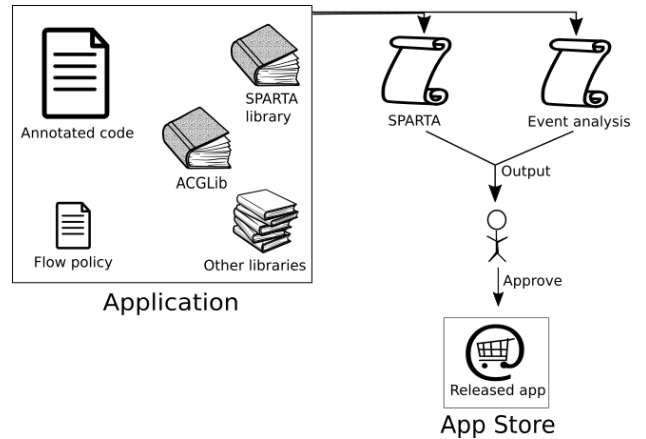 Annotated code
SPARTA
library
ACGLib
Flow policy
Other libraries
Application
SPARTA
Event analysis
Output
Approve
Released app
App Store